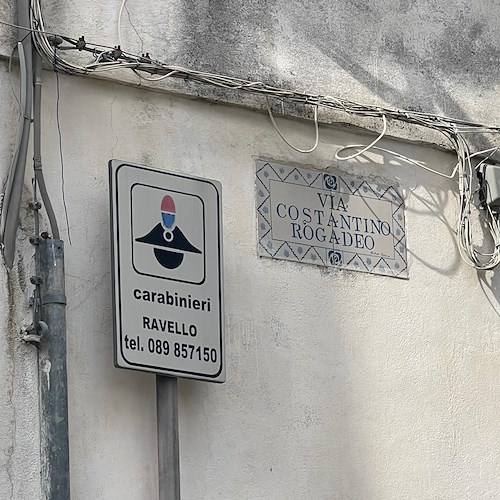 carabinieri
RAVELLO
tel. 089 857150
VIA
COSTANTINO
ROGADEO